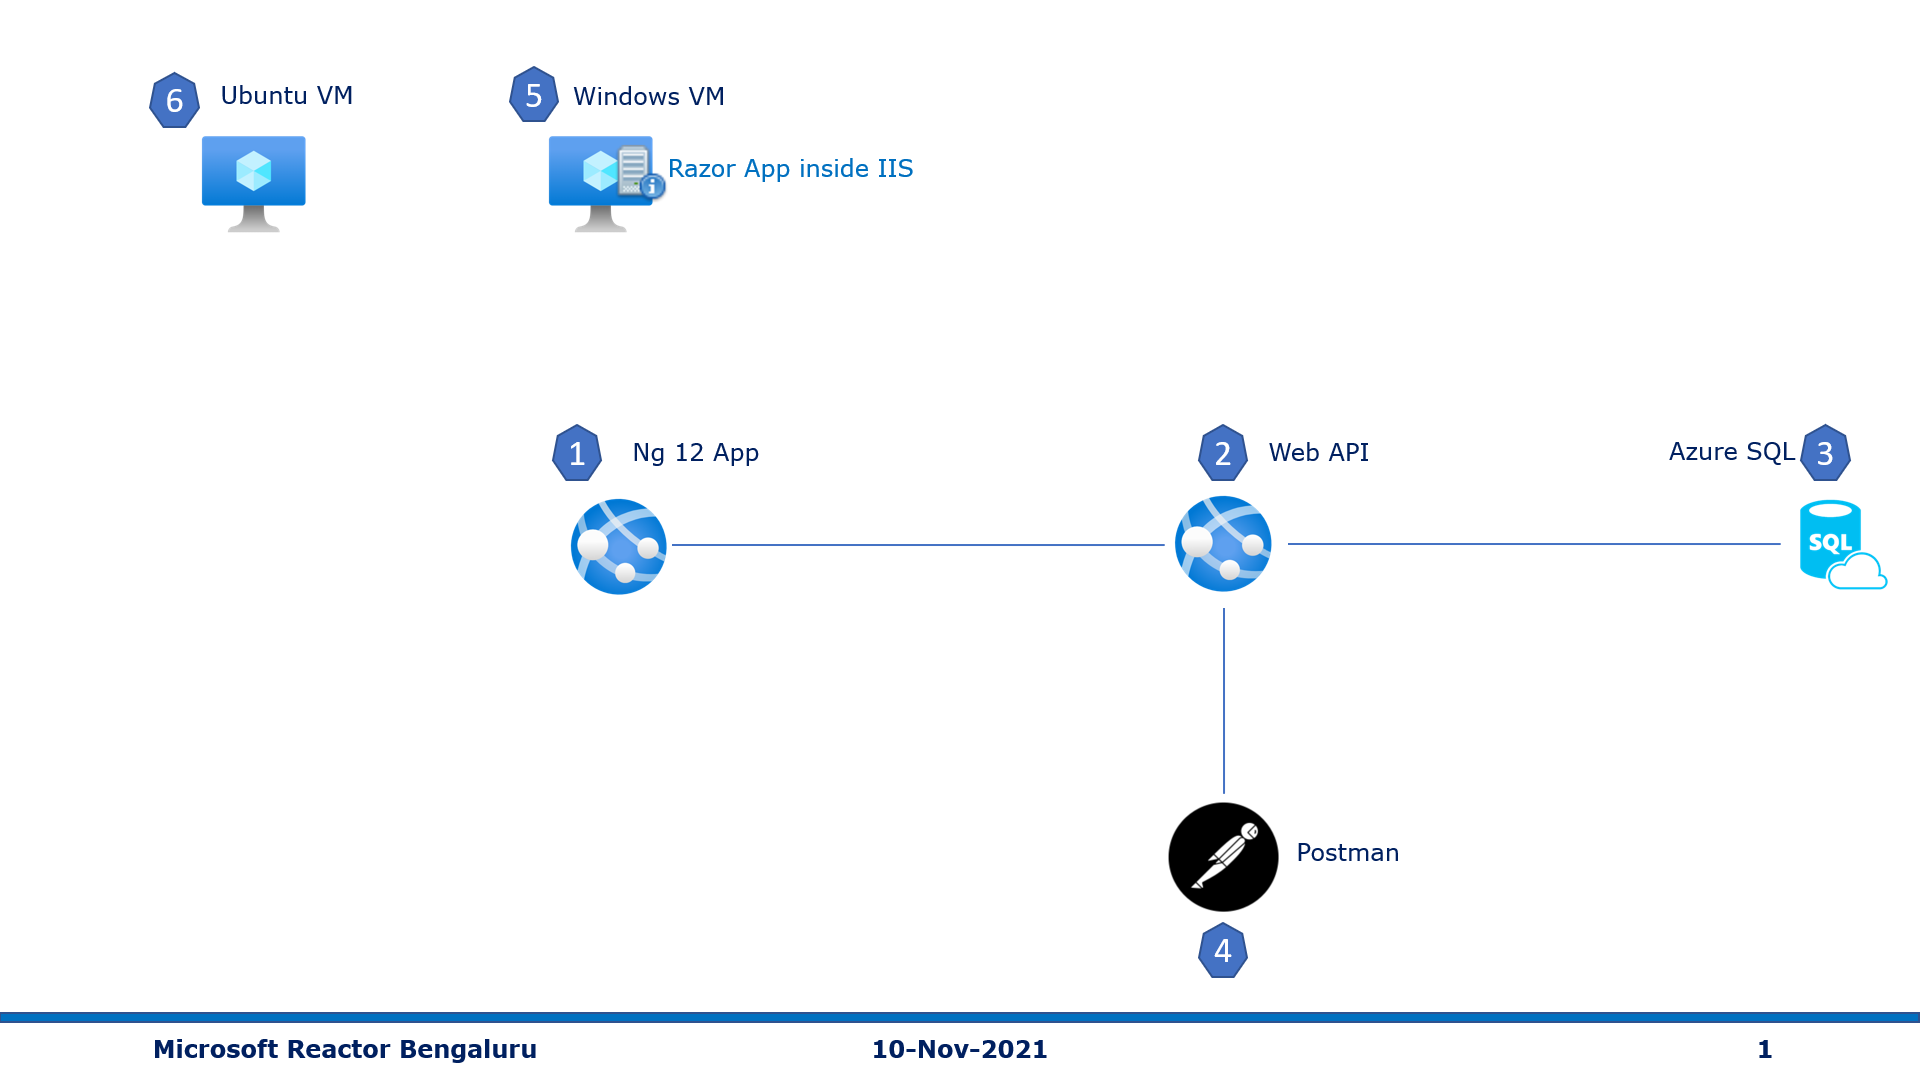 6 Ubuntu VM
5 Windows VM
Razor App inside IIS
1 Ng 12 App
2 Web API
Azure SQL 3
SQL
Postman
4
Microsoft Reactor Bengaluru
10-Nov-2021
1